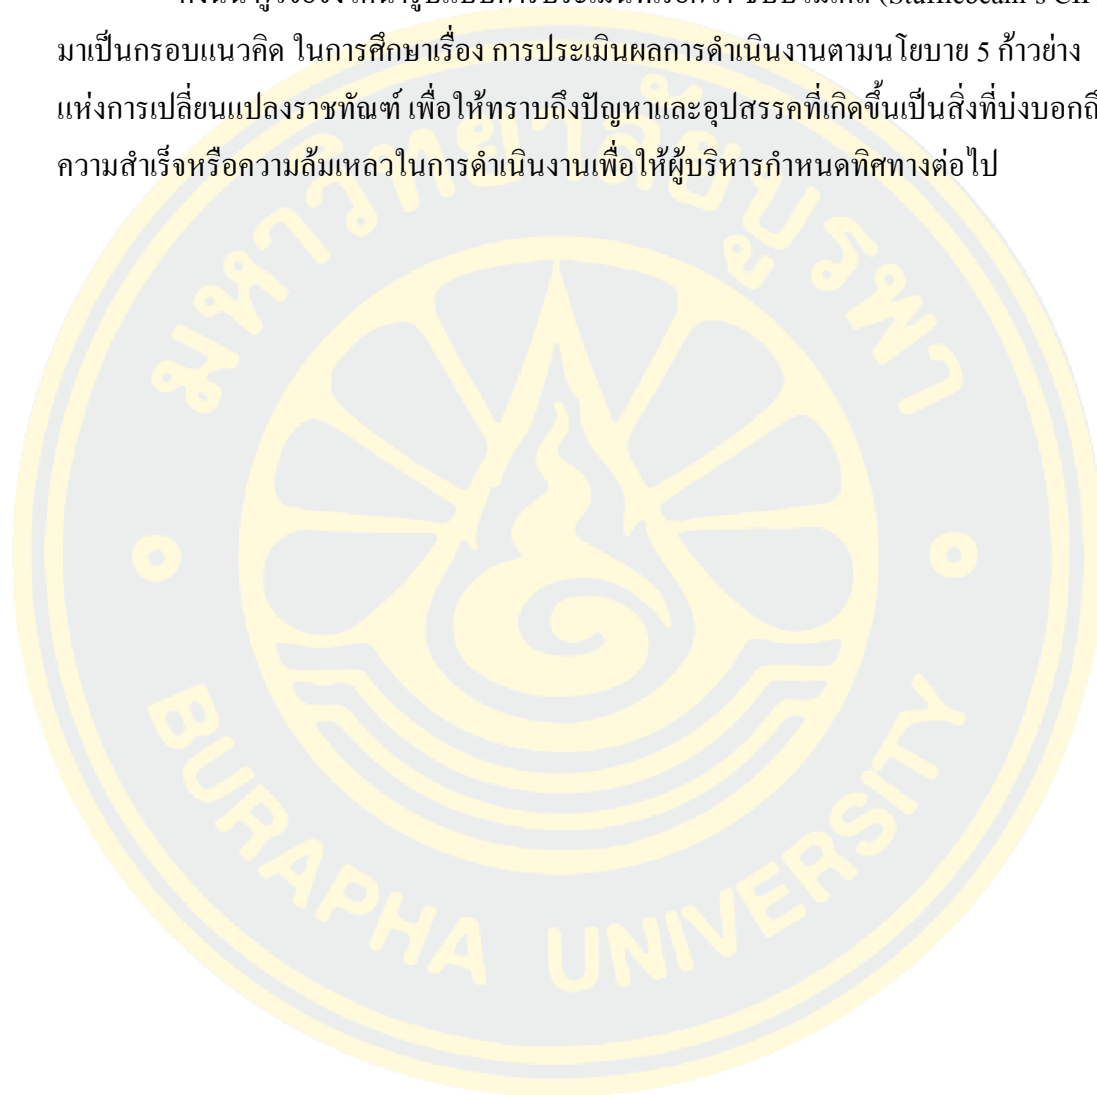 มาเป็นกรอบแนวคิด ในการศึกษาเรื่อง การประเมินผลการดำเนินงานตามนโยบาย 5 ก้าวย่าง
แห่งการเปลี่ยนแปลงราชทัณฑ์ เพื่อให้ทราบถึงปัญหาและอุปสรรคที่เกิดขึ้นเป็นสิ่งที่บ่งบอกถึ
ความสำเร็จหรือความล้มเหลวในการดำเนินงานเพื่อให้ผู้บริหารกำหนดทิศทางต่อไป
มหาวิทยาลัยบูรพา
BURAPHA UNIVERSITY